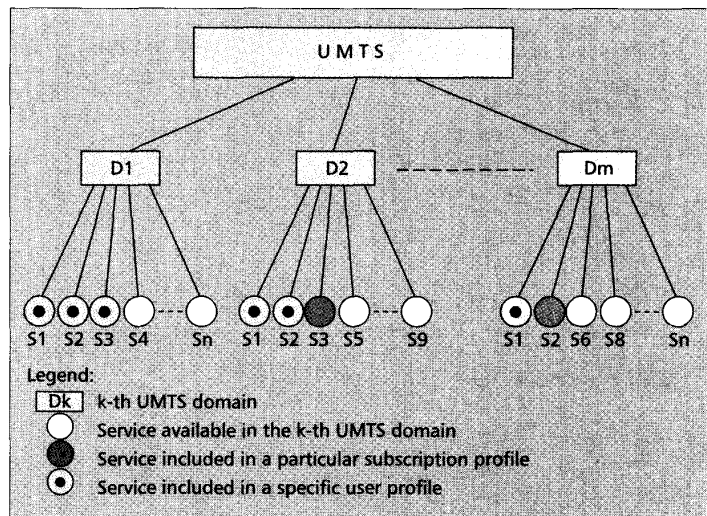 UMTS
D1 D2 Dm
S1 S2 S3 S4 Sn S1 S2 S3 S5 S9 S1 S2 S6 S8 Sn
Legend:
Dk k-th UMTS domain
Service available in the k-th UMTS domain
Service included in a particular subscription profile
Service included in a specific user profile